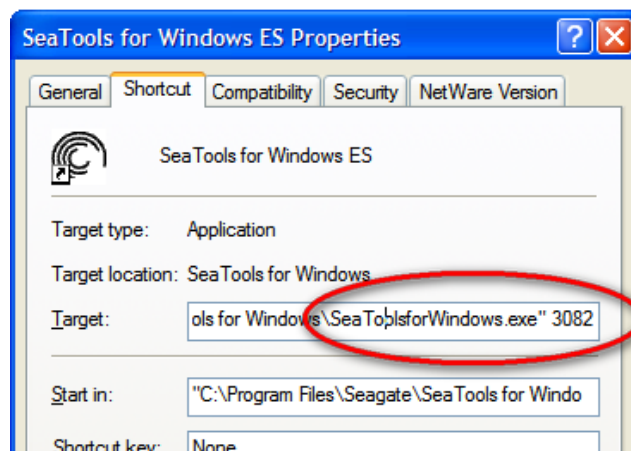 SeaTools for Windows ES Properties
General Shortcut Compatibility Security NetWare Version
SeaTools for Windows ES
Target type: Application
Target location: SeaTools for Windows
Target: ols for Windows\SeaToolsforWindows.exe" 3082
Start in: "C:\Program Files\Seagate\SeaTools for Windo
Shortcut key: None